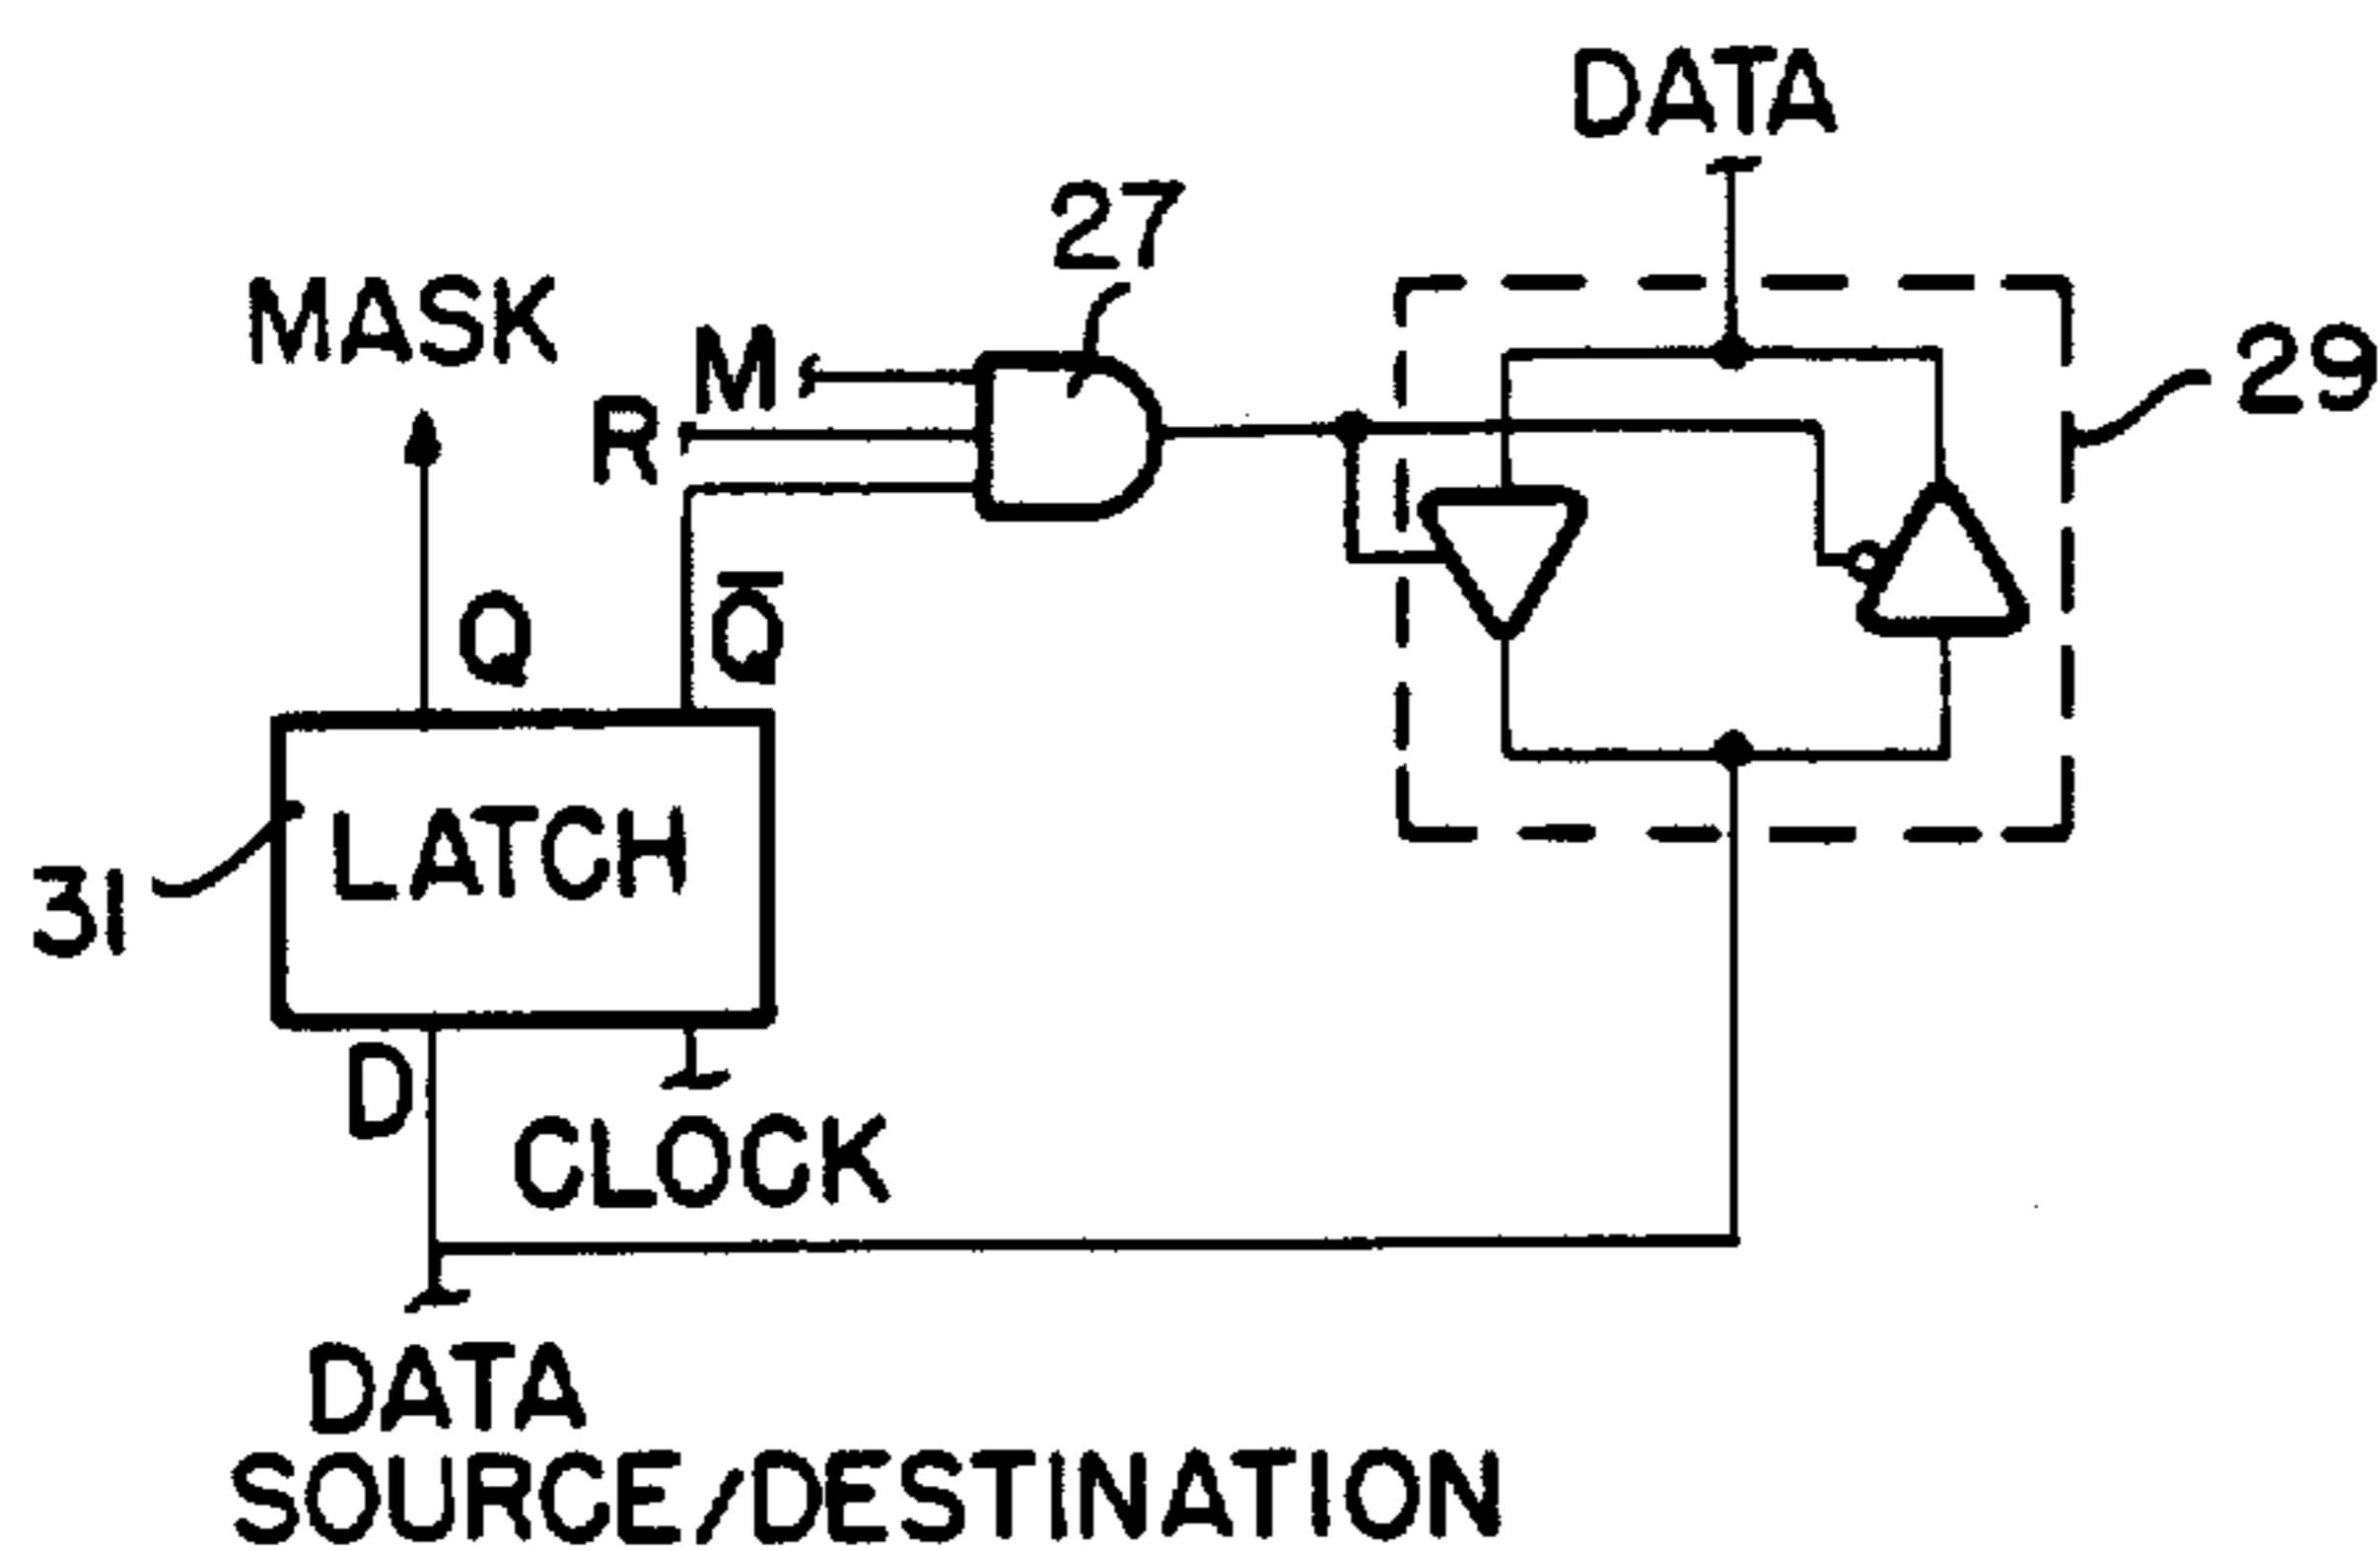 DATA
27
MASK
M
R
29
Q
Q̅
LATCH
31
D
CLOCK
DATA
SOURCE/DESTINATION